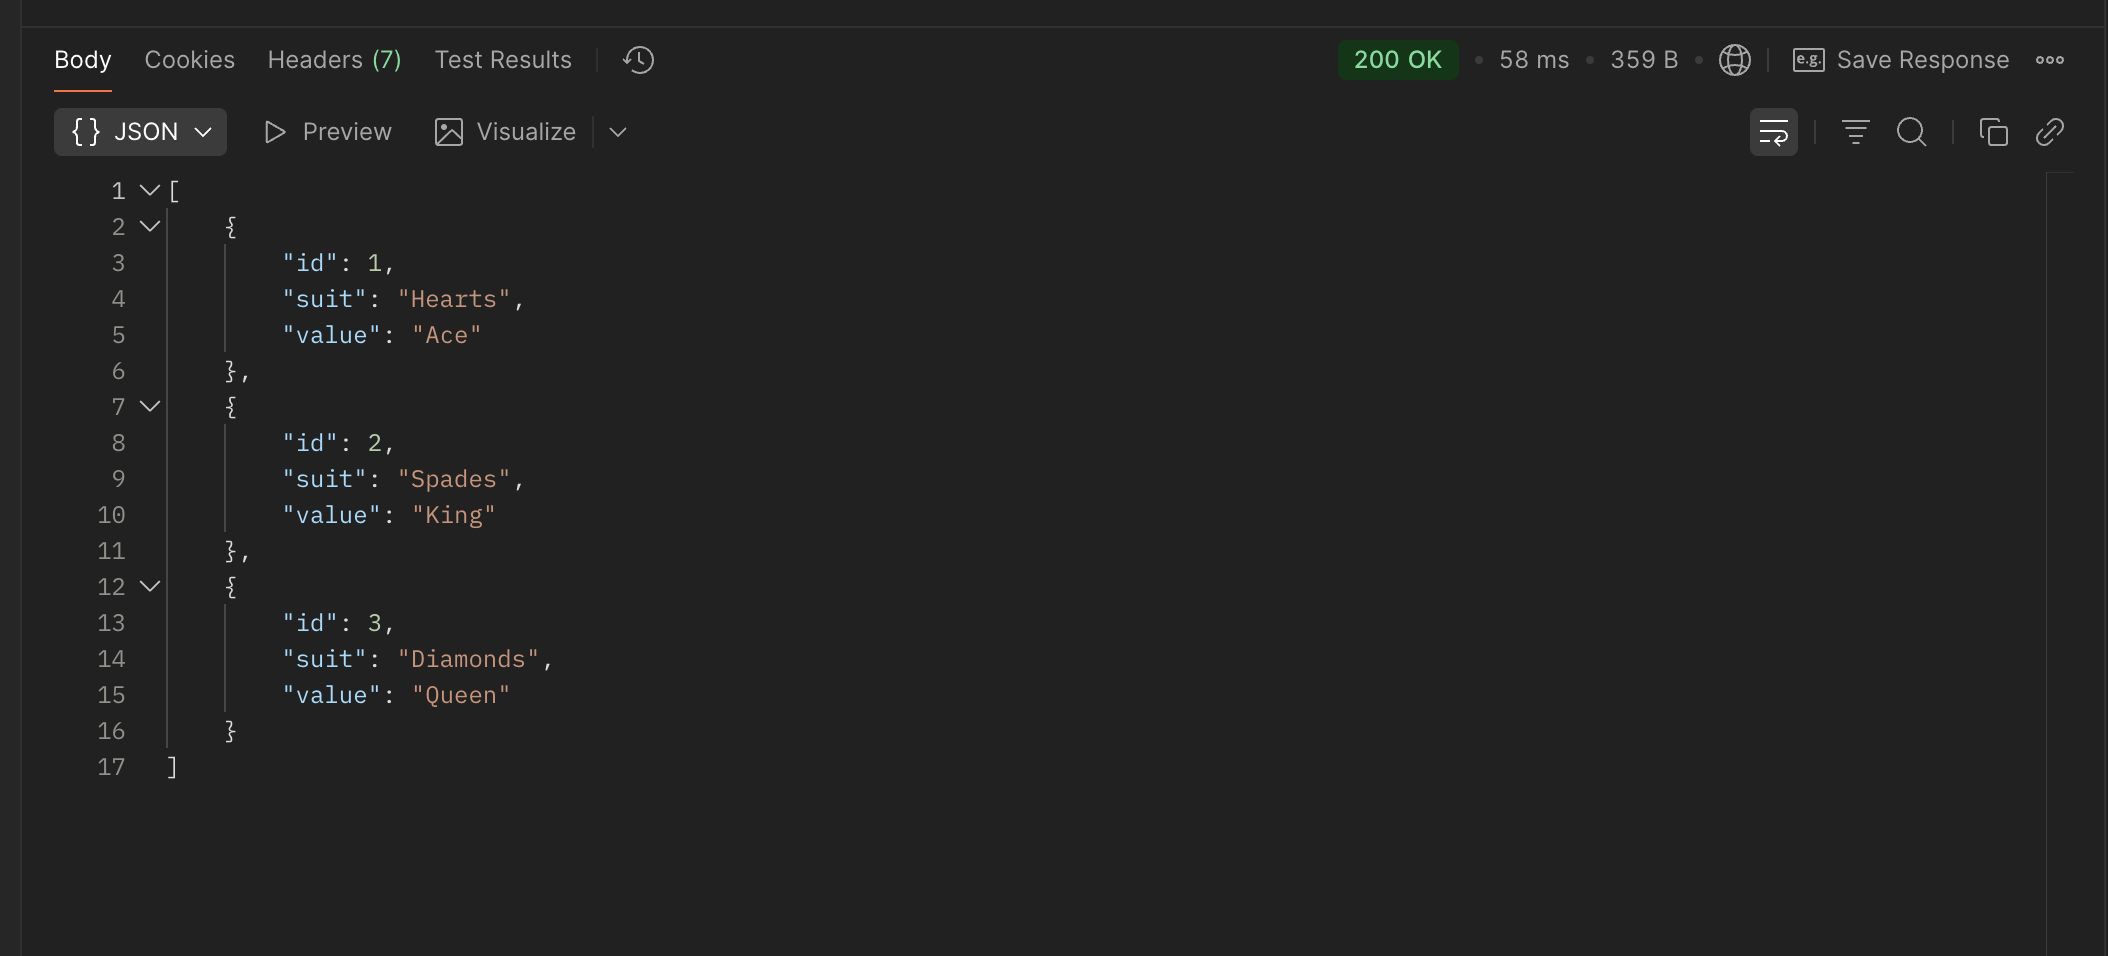 Body Cookies Headers (7) Test Results 200 OK • 58 ms • 359 B • e.g. Save Response
{} JSON Preview Visualize
1 [
2 {
3 "id": 1,
4 "suit": "Hearts",
5 "value": "Ace"
6 },
7 {
8 "id": 2,
9 "suit": "Spades",
10 "value": "King"
11 },
12 {
13 "id": 3,
14 "suit": "Diamonds",
15 "value": "Queen"
16 }
17 ]